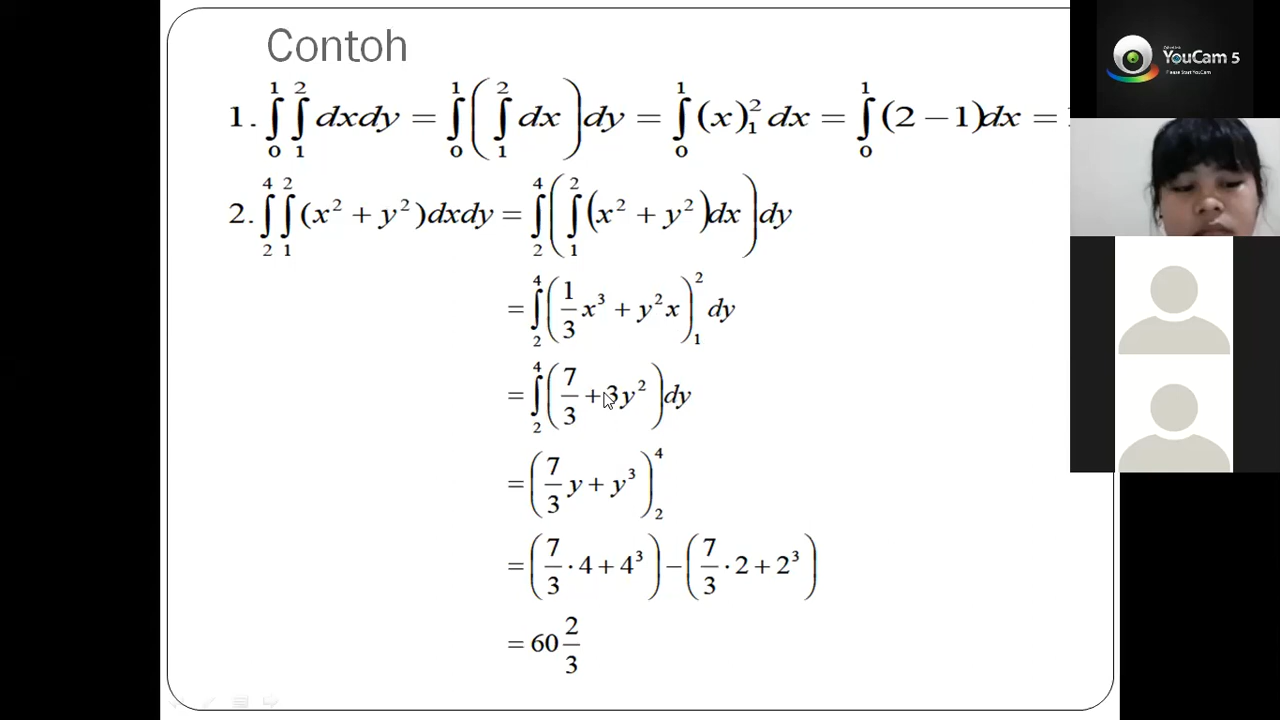 Contoh
1. ∫₀¹ ∫₁² dxdy = ∫₀¹ ( ∫₁² dx ) dy = ∫₀¹ (x)₁² dx = ∫₀¹ (2 − 1)dx =
2. ∫₂⁴ ∫₁² (x² + y²)dxdy = ∫₂⁴ ( ∫₁² (x² + y²)dx ) dy
= ∫₂⁴ ( 1/3 x³ + y²x )₁² dy
= ∫₂⁴ ( 7/3 + 3y² ) dy
= ( 7/3 y + y³ )₂⁴
= ( 7/3 · 4 + 4³ ) − ( 7/3 · 2 + 2³ )
= 60 2/3
YouCam 5
Please Start YouCam